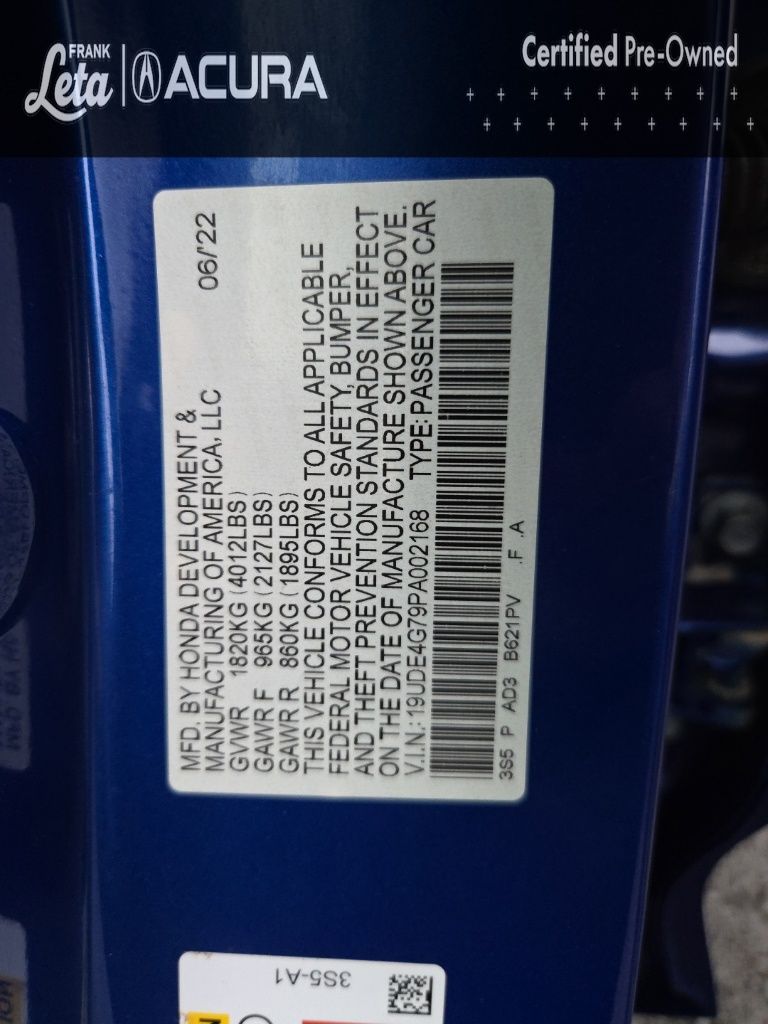 FRANK
Leta
ACURA
Certified Pre-Owned
MFD. BY HONDA DEVELOPMENT &
MANUFACTURING OF AMERICA, LLC 06/'22
GVWR 1820KG (4012LBS)
GAWR F 965KG (2127LBS)
GAWR R 860KG (1895LBS)
THIS VEHICLE CONFORMS TO ALL APPLICABLE
FEDERAL MOTOR VEHICLE SAFETY, BUMPER,
AND THEFT PREVENTION STANDARDS IN EFFECT
ON THE DATE OF MANUFACTURE SHOWN ABOVE.
V.I.N.: 19UDE4G79PA002168 TYPE: PASSENGER CAR
3S5 P AD3 B621PV .F .A
3S5-A1